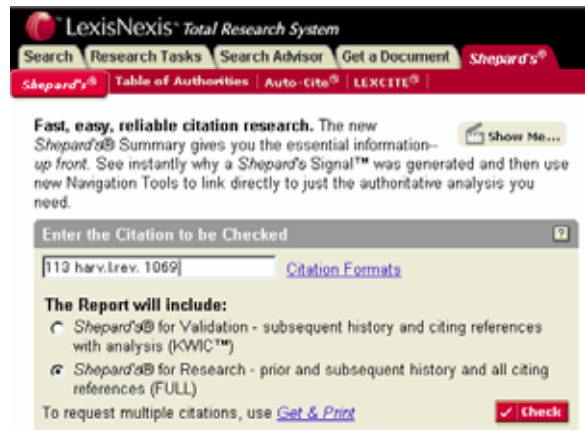 LexisNexis™ Total Research System
Search Research Tasks Search Advisor Get a Document Shepard's®
Shepard's® Table of Authorities Auto-Cite® LEXCITE®
Fast, easy, reliable citation research. The new
Shepard's® Summary gives you the essential information--
Show Me...
up front. See instantly why a Shepard's Signal™ was generated and then use
new Navigation Tools to link directly to just the authoritative analysis you
need.
Enter the Citation to be Checked ?
113 harv.l.rev. 1069 Citation Formats
The Report will include:
Shepard's® for Validation - subsequent history and citing references
with analysis (KWIC™)
Shepard's® for Research - prior and subsequent history and all citing
references (FULL)
To request multiple citations, use Get & Print Check